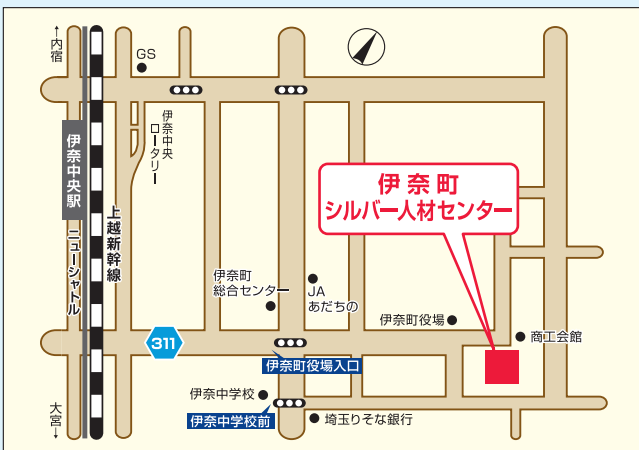 ↑内宿
GS
伊奈中央
ロータリー
伊奈中央駅
上越新幹線
ニューシャトル
伊奈町
シルバー人材センター
伊奈町
総合センター
JA
あだちの
伊奈町役場
商工会館
311
伊奈町役場入口
伊奈中学校
伊奈中学校前
埼玉りそな銀行
大宮↓